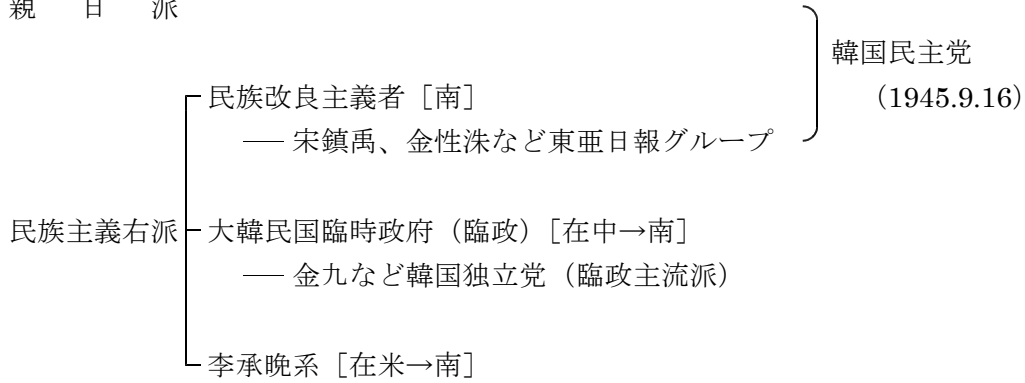 親日派
韓国民主党
民族改良主義者［南］
（1945.9.16）
── 宋鎮禹、金性洙など東亜日報グループ
民族主義右派
大韓民国臨時政府（臨政）［在中→南］
── 金九など韓国独立党（臨政主流派）
李承晩系［在米→南］